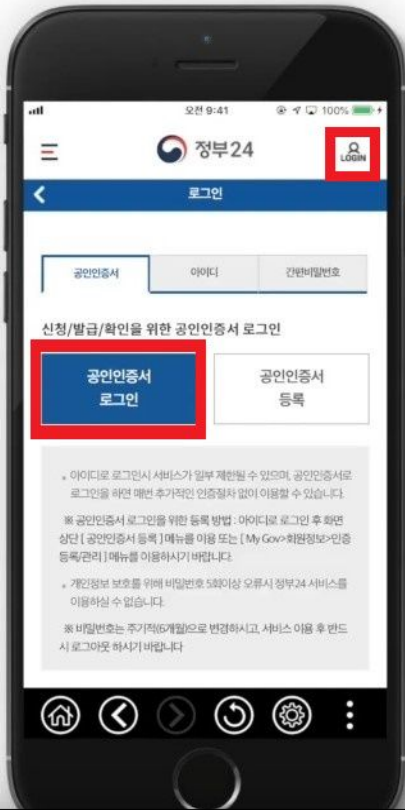 오전 9:41
100%
정부24
LOGIN
로그인
공인인증서
아이디
간편비밀번호
신청/발급/확인을 위한 공인인증서 로그인
공인인증서
로그인
공인인증서
등록
아이디로 로그인시 서비스가 일부 제한될 수 있으며, 공인인증서로
로그인을 하면 매번 추가적인 인증절차 없이 이용할 수 있습니다.
※ 공인인증서 로그인을 위한 등록 방법 : 아이디로 로그인 후 화면
상단 [ 공인인증서 등록 ] 메뉴를 이용 또는 [ My Gov>회원정보>인증
등록/관리 ] 메뉴를 이용하시기 바랍니다.
개인정보 보호를 위해 비밀번호 5회이상 오류시 정부24 서비스를
이용하실 수 없습니다.
※ 비밀번호는 주기적(6개월)으로 변경하시고, 서비스 이용 후 반드
시 로그아웃 하시기 바랍니다